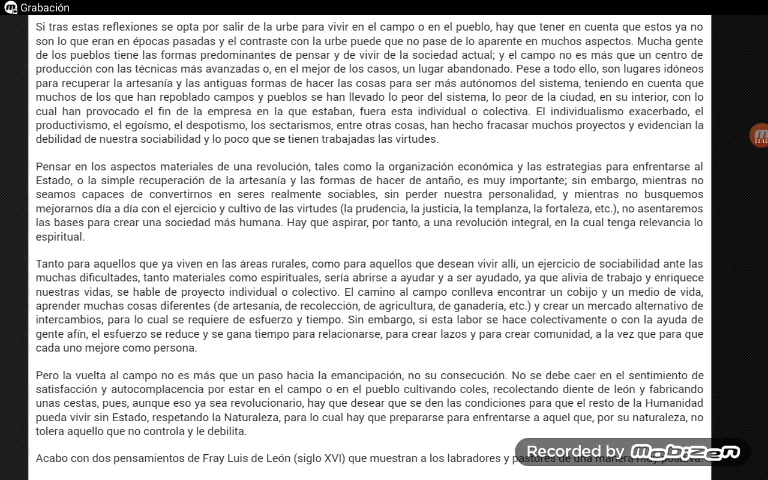 Grabación
Si tras estas reflexiones se opta por salir de la urbe para vivir en el campo o en el pueblo, hay que tener en cuenta que estos ya no
son lo que eran en épocas pasadas y el contraste con la urbe puede que no pase de lo aparente en muchos aspectos. Mucha gente
de los pueblos tiene las formas predominantes de pensar y de vivir de la sociedad actual; y el campo no es más que un centro de
producción con las técnicas más avanzadas o, en el mejor de los casos, un lugar abandonado. Pese a todo ello, son lugares idóneos
para recuperar la artesanía y las antiguas formas de hacer las cosas para ser más autónomos del sistema, teniendo en cuenta que
muchos de los que han repoblado campos y pueblos se han llevado lo peor del sistema, lo peor de la ciudad, en su interior, con lo
cual han provocado el fin de la empresa en la que estaban, fuera esta individual o colectiva. El individualismo exacerbado, el
productivismo, el egoísmo, el despotismo, los sectarismos, entre otras cosas, han hecho fracasar muchos proyectos y evidencian la
debilidad de nuestra sociabilidad y lo poco que se tienen trabajadas las virtudes.
Pensar en los aspectos materiales de una revolución, tales como la organización económica y las estrategias para enfrentarse al
Estado, o la simple recuperación de la artesanía y las formas de hacer de antaño, es muy importante; sin embargo, mientras no
seamos capaces de convertirnos en seres realmente sociables, sin perder nuestra personalidad, y mientras no busquemos
mejorarnos día a día con el ejercicio y cultivo de las virtudes (la prudencia, la justicia, la templanza, la fortaleza, etc.), no asentaremos
las bases para crear una sociedad más humana. Hay que aspirar, por tanto, a una revolución integral, en la cual tenga relevancia lo
espiritual.
Tanto para aquellos que ya viven en las áreas rurales, como para aquellos que desean vivir allí, un ejercicio de sociabilidad ante las
muchas dificultades, tanto materiales como espirituales, sería abrirse a ayudar y a ser ayudado, ya que alivia de trabajo y enriquece
nuestras vidas, se hable de proyecto individual o colectivo. El camino al campo conlleva encontrar un cobijo y un medio de vida,
aprender muchas cosas diferentes (de artesanía, de recolección, de agricultura, de ganadería, etc.) y crear un mercado alternativo de
intercambios, para lo cual se requiere de esfuerzo y tiempo. Sin embargo, si esta labor se hace colectivamente o con la ayuda de
gente afín, el esfuerzo se reduce y se gana tiempo para relacionarse, para crear lazos y para crear comunidad, a la vez que para que
cada uno mejore como persona.
Pero la vuelta al campo no es más que un paso hacia la emancipación, no su consecución. No se debe caer en el sentimiento de
satisfacción y autocomplacencia por estar en el campo o en el pueblo cultivando coles, recolectando diente de león y fabricando
unas cestas, pues, aunque eso ya sea revolucionario, hay que desear que se den las condiciones para que el resto de la Humanidad
pueda vivir sin Estado, respetando la Naturaleza, para lo cual hay que prepararse para enfrentarse a aquel que, por su naturaleza, no
tolera aquello que no controla y le debilita.
Acabo con dos pensamientos de Fray Luis de León (siglo XVI) que muestran a los labradores y pastores de una manera muy positiva.
Recorded by Mobizen